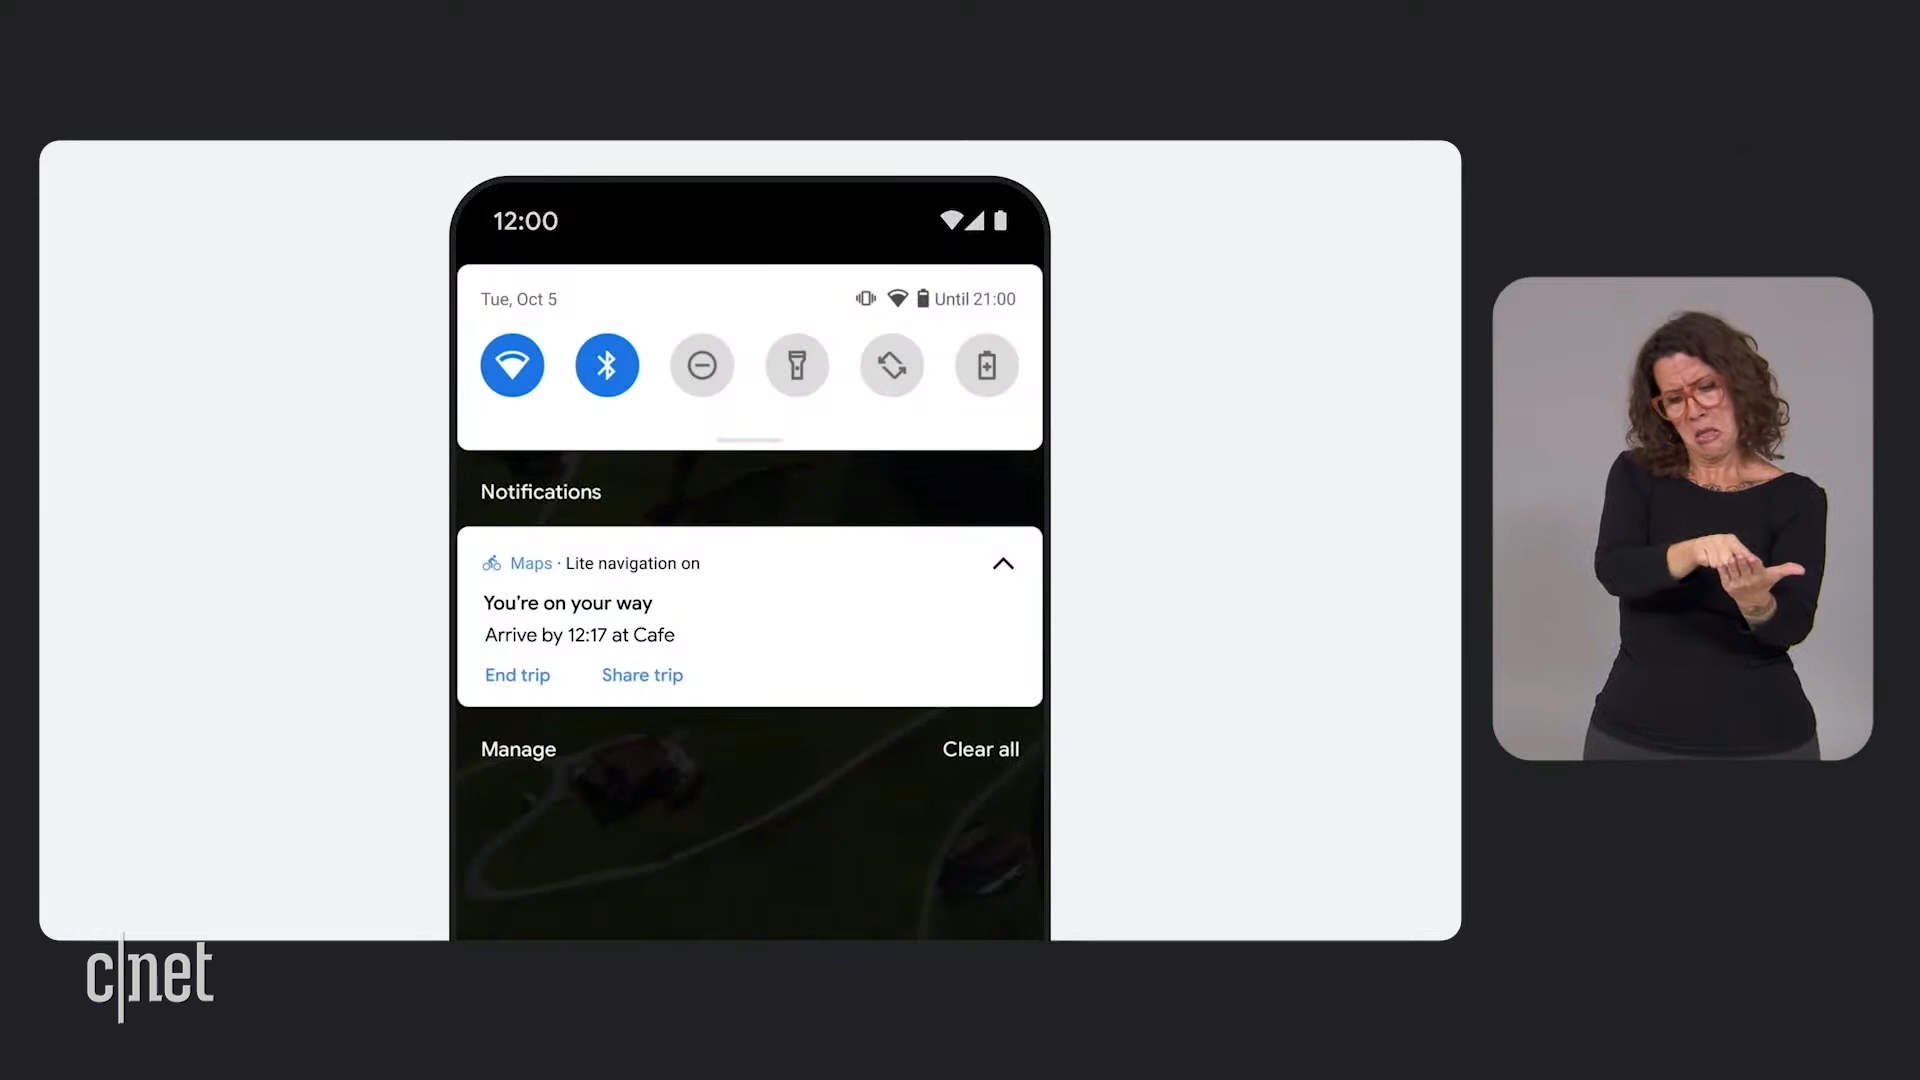 12:00
Tue, Oct 5
Until 21:00
Notifications
Maps · Lite navigation on
You're on your way
Arrive by 12:17 at Cafe
End trip
Share trip
Manage
Clear all
c|net